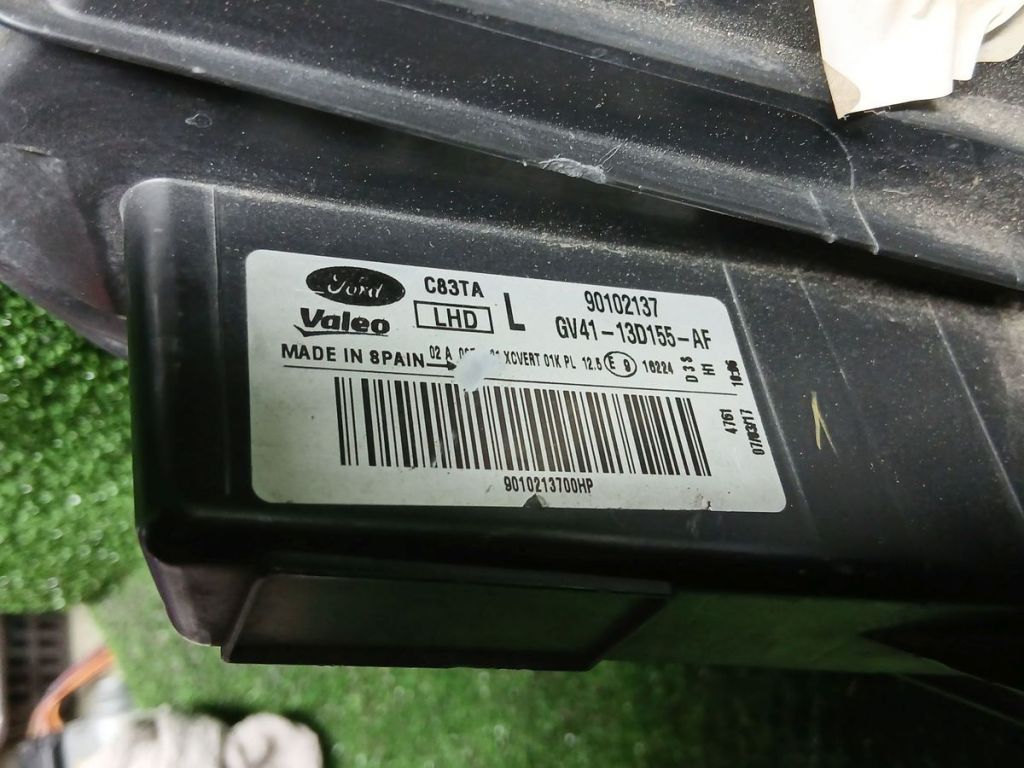 Ford C83TA 90102137
Valeo LHD L GV41-13D155-AF
MADE IN SPAIN 02 A XCVERT 01K PL 12.5 E 9 16224
D3S
H1
10:36
4761
07/03/17
9010213700HP